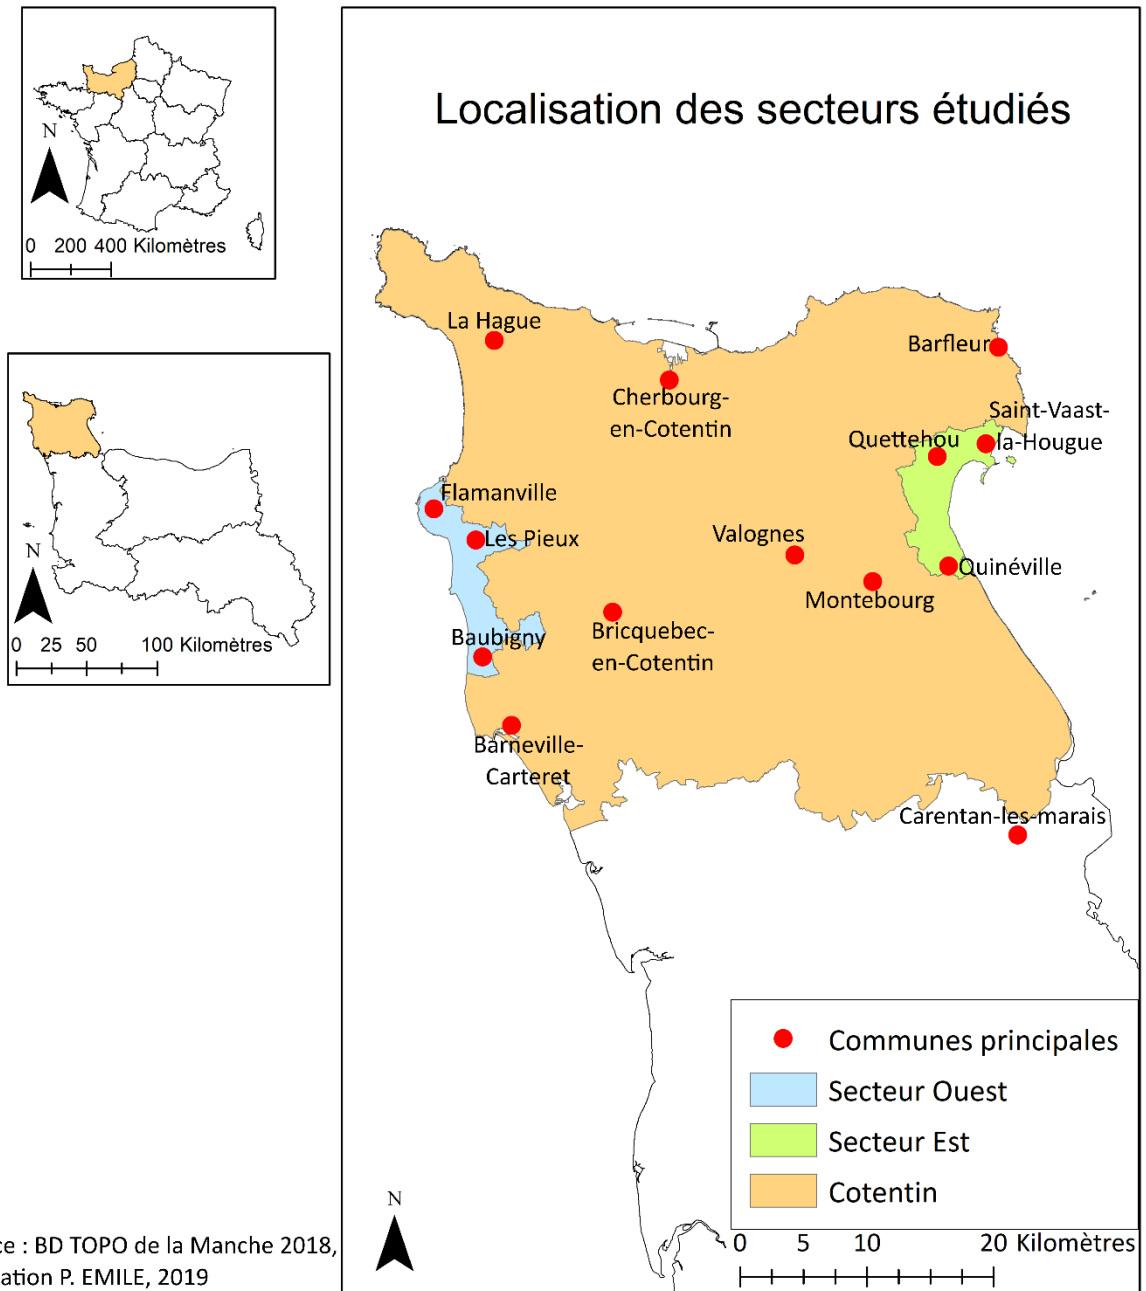 N
0 200 400 Kilomètres
N
0 25 50 100 Kilomètres
Localisation des secteurs étudiés
La Hague
Barfleur
Cherbourg-
en-Cotentin
Saint-Vaast-
la-Hougue
Quettehou
Flamanville
Les Pieux
Valognes
Quinéville
Montebourg
Bricquebec-
en-Cotentin
Baubigny
Barneville-
Carteret
Carentan-les-marais
Communes principales
Secteur Ouest
Secteur Est
Cotentin
N
0 5 10 20 Kilomètres
ce : BD TOPO de la Manche 2018,
ation P. EMILE, 2019